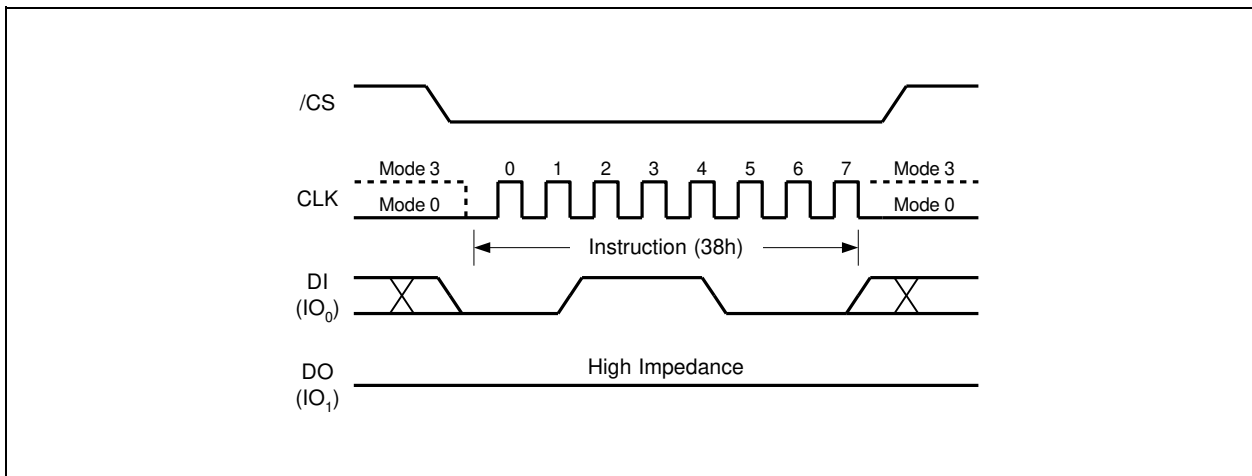 /CS
Mode 3 0 1 2 3 4 5 6 7 Mode 3
CLK
Mode 0 Mode 0
Instruction (38h)
DI
(IO0)
High Impedance
DO
(IO1)